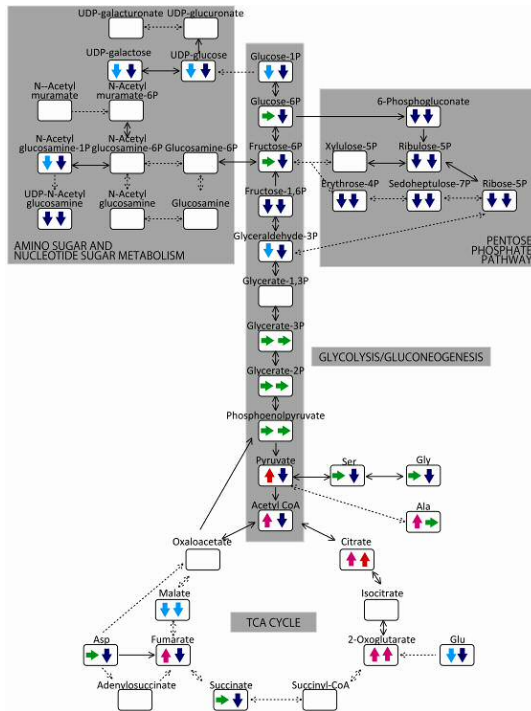 UDP-galacturonate
UDP-glucuronate
UDP-galactose
UDP-glucose
Glucose-1P
N--Acetyl
muramate
N-Acetyl
muramate-6P
Glucose-6P
6-Phosphogluconate
N-Acetyl
glucosamine-1P
N-Acetyl
glucosamine-6P
Glucosamine-6P
Fructose-6P
Xylulose-5P
Ribulose-5P
UDP-N-Acetyl
glucosamine
N-Acetyl
glucosamine
Glucosamine
Fructose-1,6P
Erythrose-4P
Sedoheptulose-7P
Ribose-5P
AMINO SUGAR AND
NUCLEOTIDE SUGAR METABOLISM
Glyceraldehyde-3P
PENTOSE
PHOSPHATE
PATHWAY
Glycerate-1,3P
Glycerate-3P
GLYCOLYSIS/GLUCONEOGENESIS
Glycerate-2P
Phosphoenolpyruvate
Pyruvate
Ser
Gly
Acetyl CoA
Ala
Oxaloacetate
Citrate
Malate
Isocitrate
TCA CYCLE
Asp
Fumarate
2-Oxoglutarate
Glu
Adenylosuccinate
Succinate
Succinyl-CoA